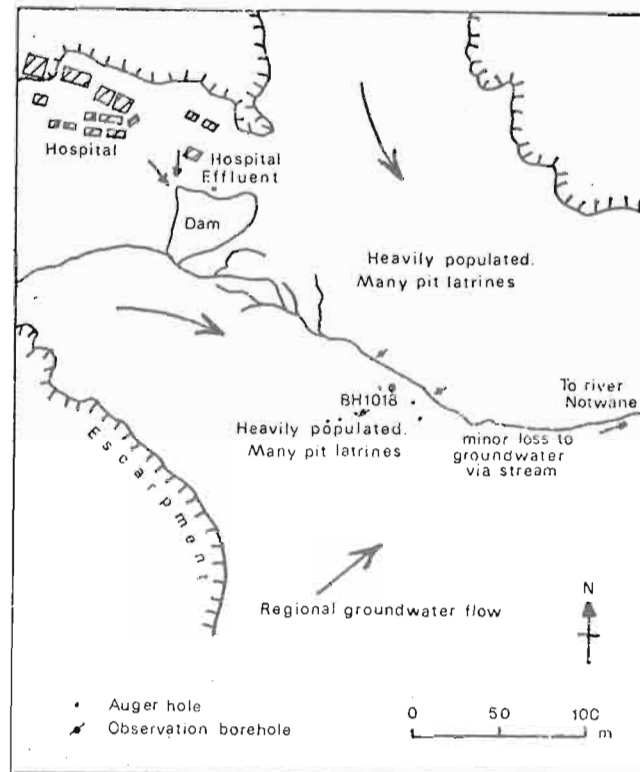 Hospital
Hospital
Effluent
Dam
Heavily populated.
Many pit latrines
BH1018
To river
Notwane
Heavily populated.
Many pit latrines
minor loss to
groundwater
via stream
Escarpment
Regional groundwater flow
N
Auger hole
Observation borehole
0 50 100
m